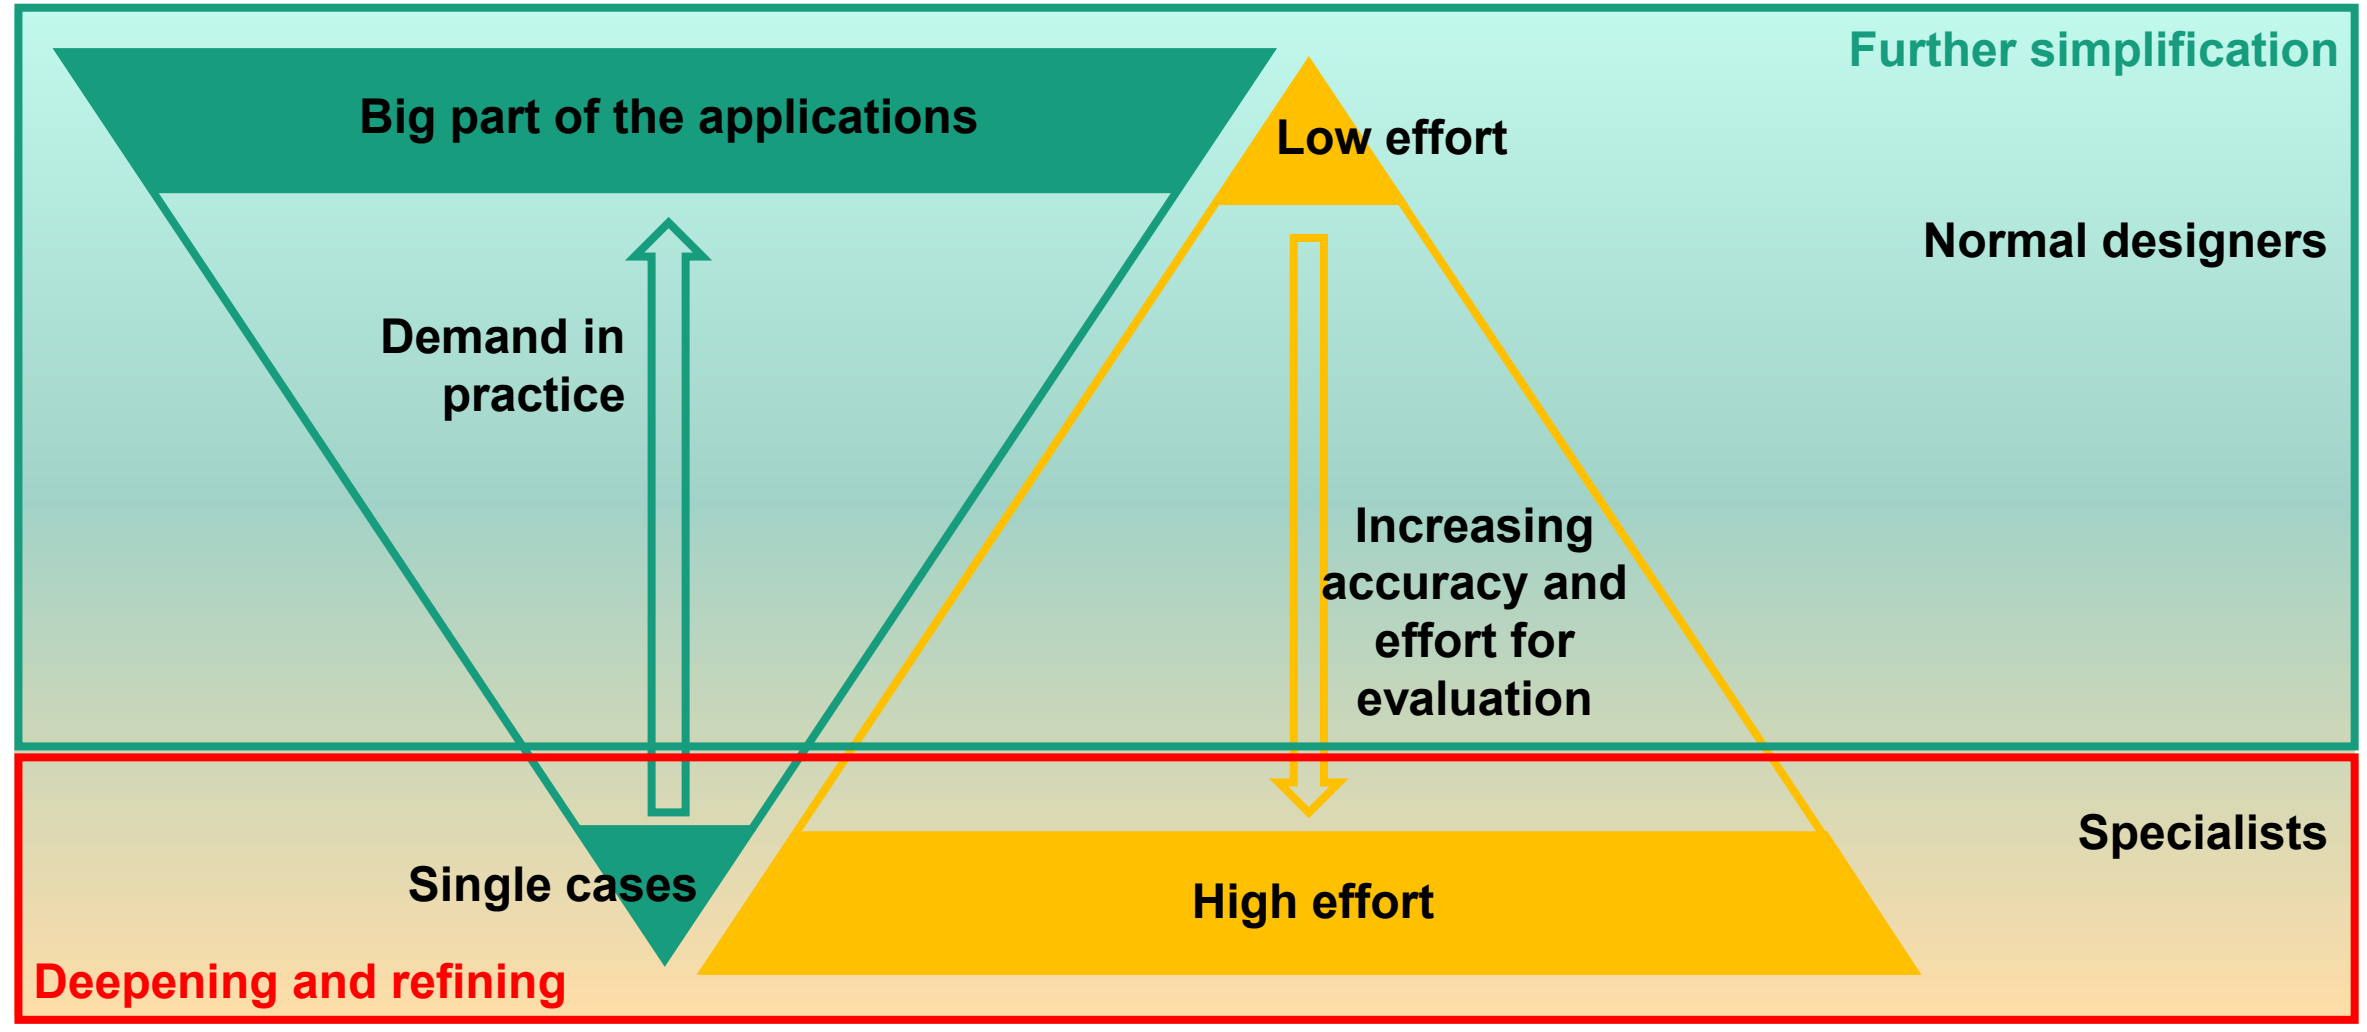 Further simplification
Big part of the applications
Low effort
Normal designers
Demand in
practice
Increasing
accuracy and
effort for
evaluation
Specialists
Single cases
High effort
Deepening and refining